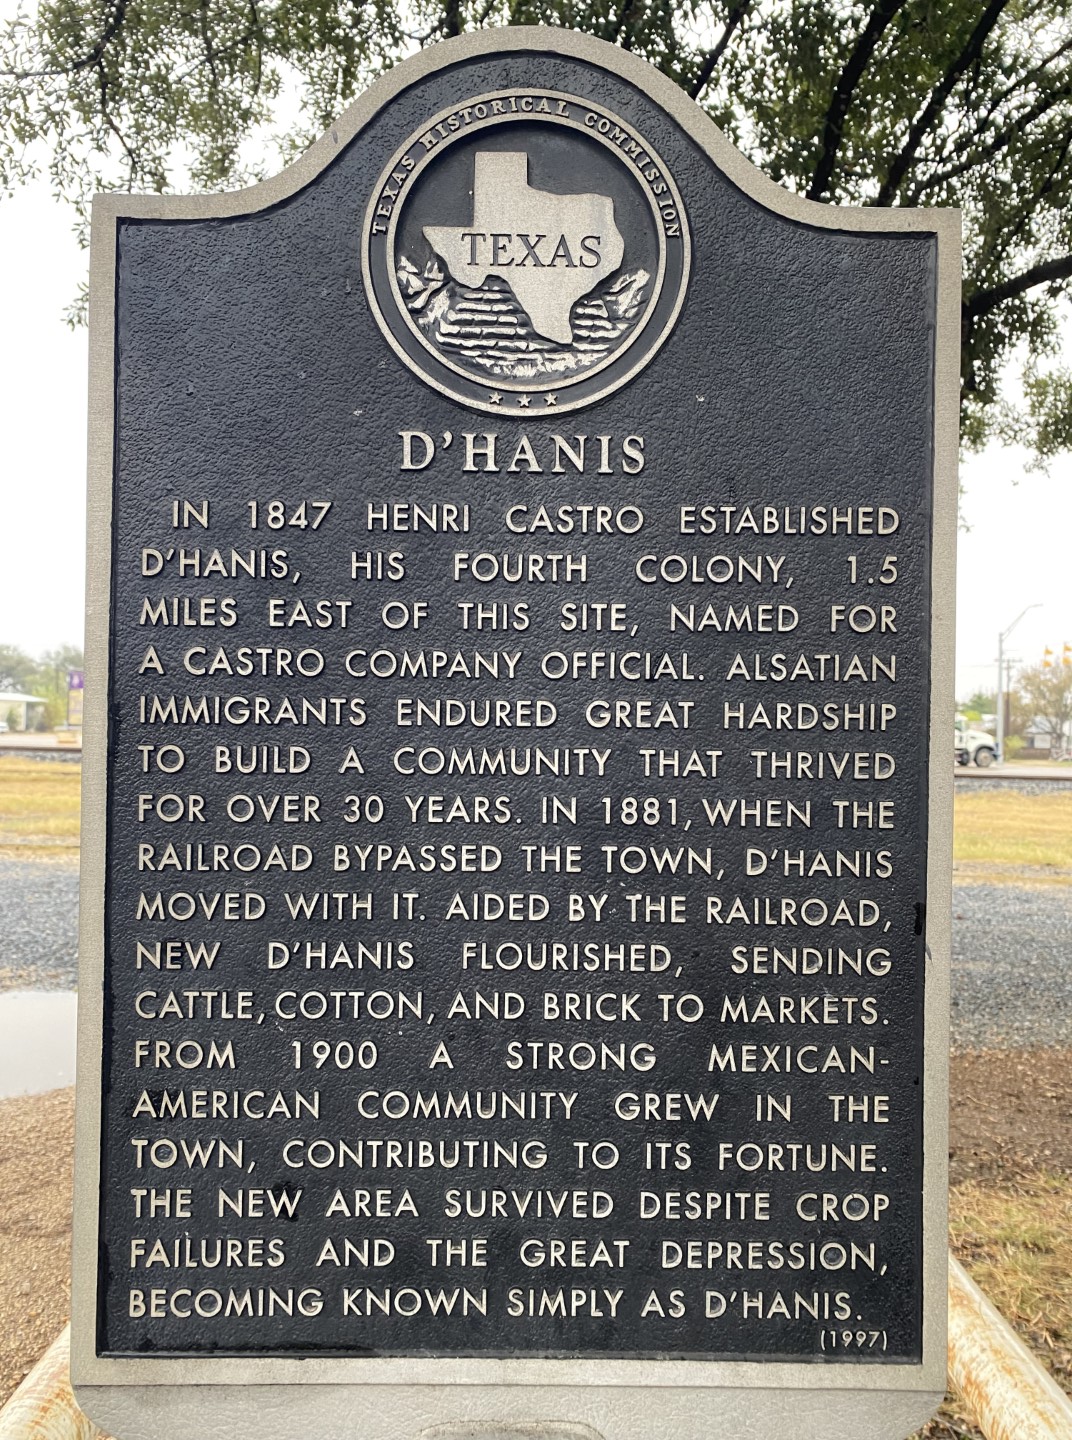 TEXAS HISTORICAL COMMISSION
TEXAS
D'HANIS
IN 1847 HENRI CASTRO ESTABLISHED
D'HANIS, HIS FOURTH COLONY, 1.5
MILES EAST OF THIS SITE, NAMED FOR
A CASTRO COMPANY OFFICIAL. ALSATIAN
IMMIGRANTS ENDURED GREAT HARDSHIP
TO BUILD A COMMUNITY THAT THRIVED
FOR OVER 30 YEARS. IN 1881, WHEN THE
RAILROAD BYPASSED THE TOWN, D'HANIS
MOVED WITH IT. AIDED BY THE RAILROAD,
NEW D'HANIS FLOURISHED, SENDING
CATTLE, COTTON, AND BRICK TO MARKETS.
FROM 1900 A STRONG MEXICAN-
AMERICAN COMMUNITY GREW IN THE
TOWN, CONTRIBUTING TO ITS FORTUNE.
THE NEW AREA SURVIVED DESPITE CROP
FAILURES AND THE GREAT DEPRESSION,
BECOMING KNOWN SIMPLY AS D'HANIS.
(1997)